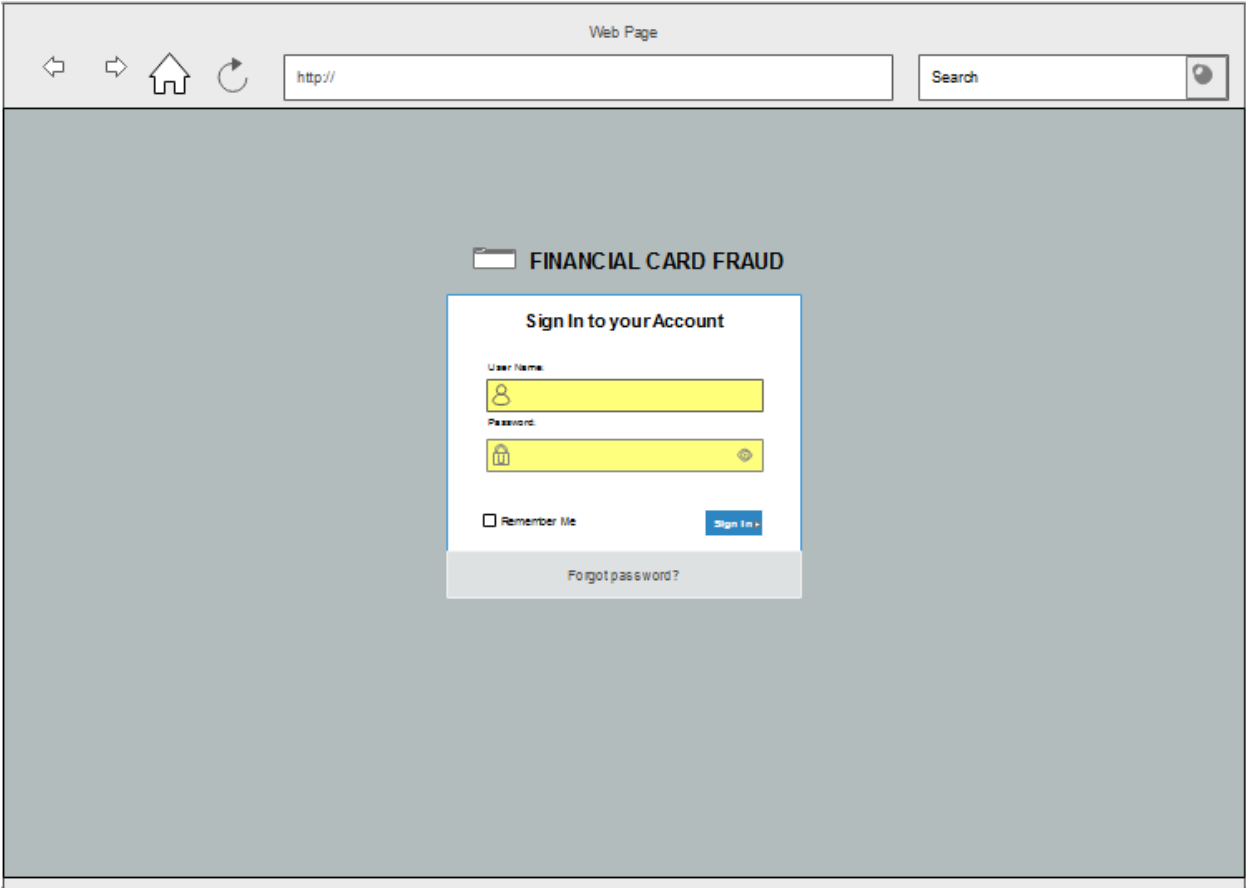 Web Page
http://
Search
FINANCIAL CARD FRAUD
Sign In to your Account
User Name:
Password:
Remember Me
Sign In
Forgot password?